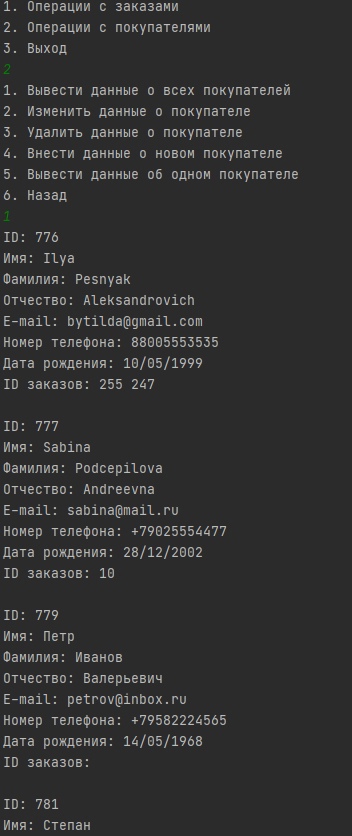 1. Операции с заказами
2. Операции с покупателями
3. Выход
2
1. Вывести данные о всех покупателей
2. Изменить данные о покупателе
3. Удалить данные о покупателе
4. Внести данные о новом покупателе
5. Вывести данные об одном покупателе
6. Назад
1
ID: 776
Имя: Ilya
Фамилия: Pesnyak
Отчество: Aleksandrovich
E-mail: bytilda@gmail.com
Номер телефона: 88005553535
Дата рождения: 10/05/1999
ID заказов: 255 247

ID: 777
Имя: Sabina
Фамилия: Podcepilova
Отчество: Andreevna
E-mail: sabina@mail.ru
Номер телефона: +79025554477
Дата рождения: 28/12/2002
ID заказов: 10

ID: 779
Имя: Петр
Фамилия: Иванов
Отчество: Валерьевич
E-mail: petrov@inbox.ru
Номер телефона: +79582224565
Дата рождения: 14/05/1968
ID заказов:

ID: 781
Имя: Степан